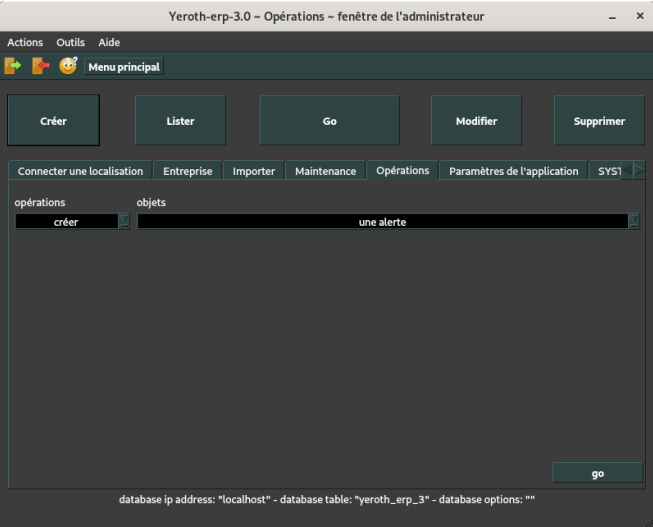 Yeroth-erp-3.0 ~ Opérations ~ fenêtre de l'administrateur
Actions Outils Aide
Menu principal
Créer Lister Go Modifier Supprimer
Connecter une localisation Entreprise Importer Maintenance Opérations Paramètres de l'application
opérations objets
créer une alerte
go
database ip address: "localhost" - database table: "yeroth_erp_3" - database options: ""